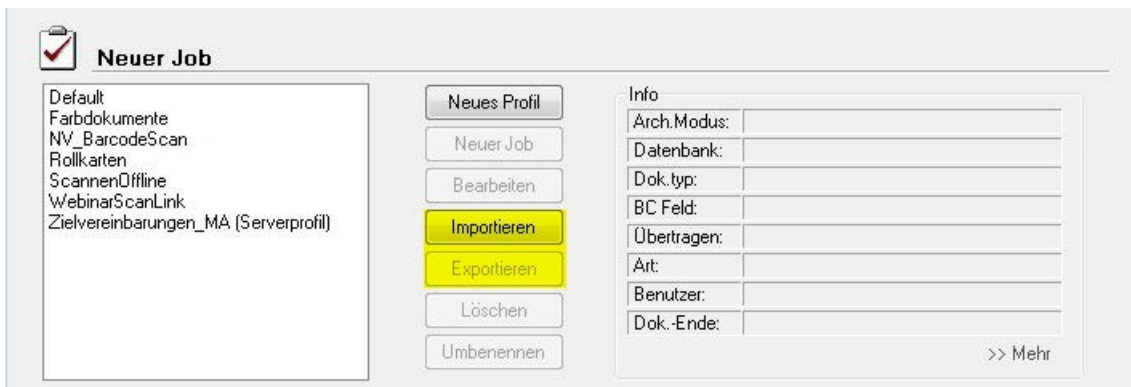 Neuer Job
Default
Farbdokumente
NV_BarcodeScan
Rollkarten
ScannenOffline
WebinarScanLink
Zielvereinbarungen_MA (Serverprofil)
Neues Profil
Neuer Job
Bearbeiten
Importieren
Exportieren
Löschen
Umbenennen
Info
Arch.Modus:
Datenbank:
Dok.typ:
BC Feld:
Übertragen:
Art:
Benutzer:
Dok.-Ende:
>> Mehr